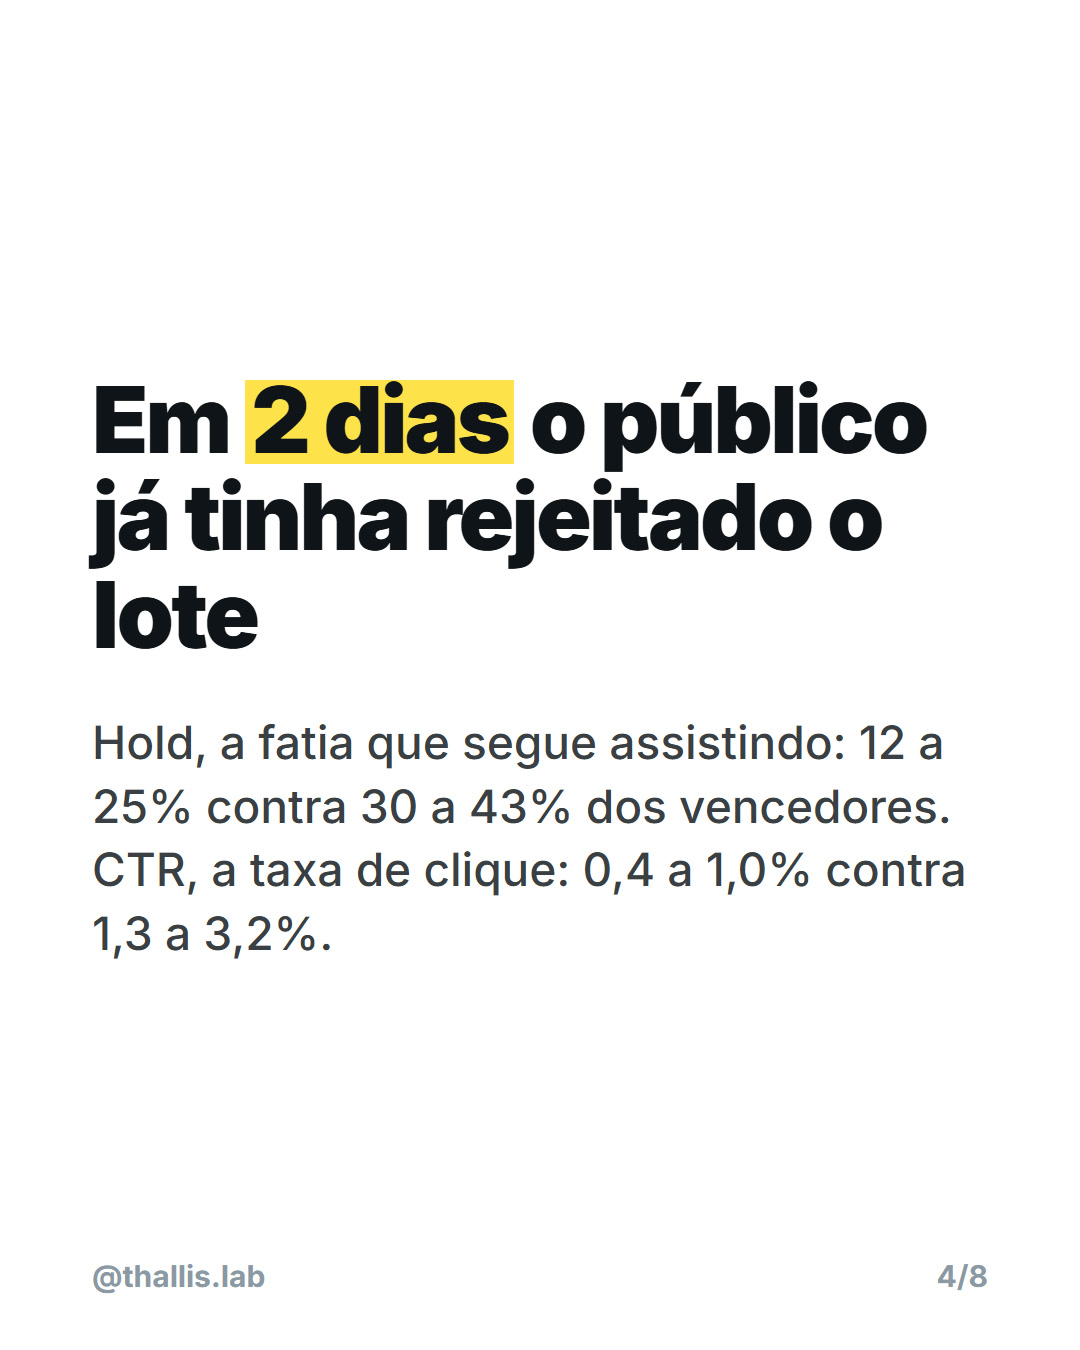 Em 2 dias o público
já tinha rejeitado o
lote
Hold, a fatia que segue assistindo: 12 a
25% contra 30 a 43% dos vencedores.
CTR, a taxa de clique: 0,4 a 1,0% contra
1,3 a 3,2%.
@thallis.lab
4/8